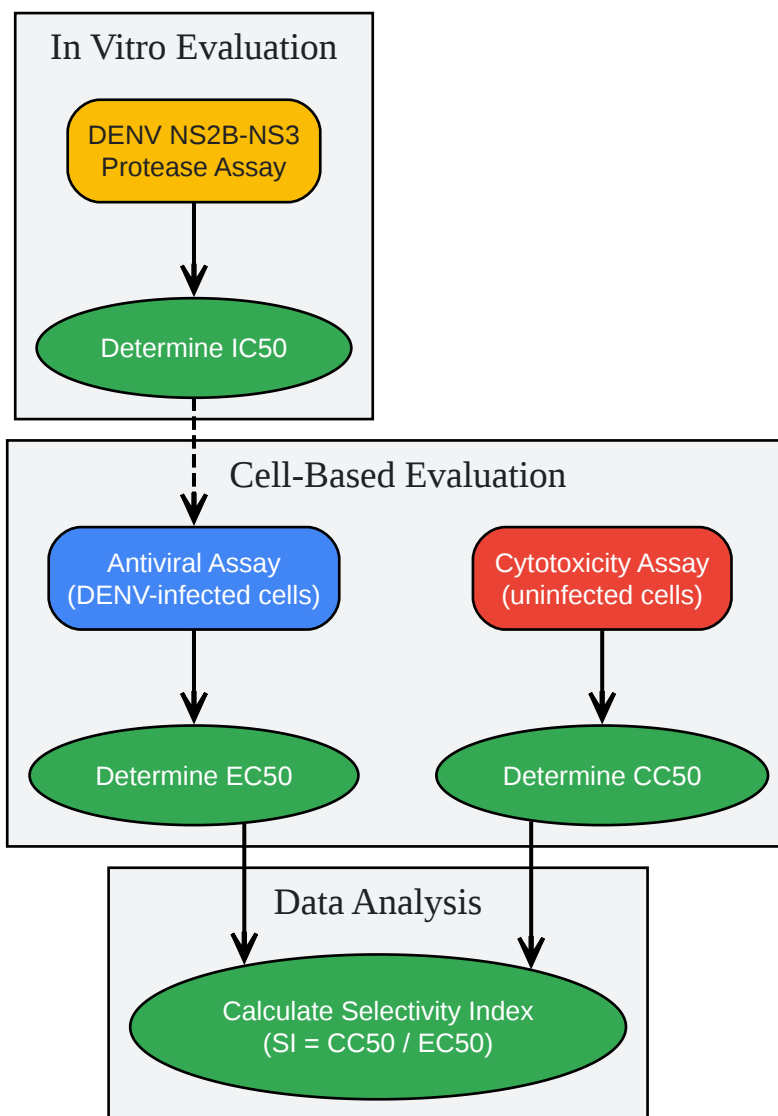 In Vitro Evaluation
DENV NS2B-NS3
Protease Assay
Determine IC50
Cell-Based Evaluation
Antiviral Assay
(DENV-infected cells)
Cytotoxicity Assay
(uninfected cells)
Determine EC50
Determine CC50
Data Analysis
Calculate Selectivity Index
(SI = CC50 / EC50)